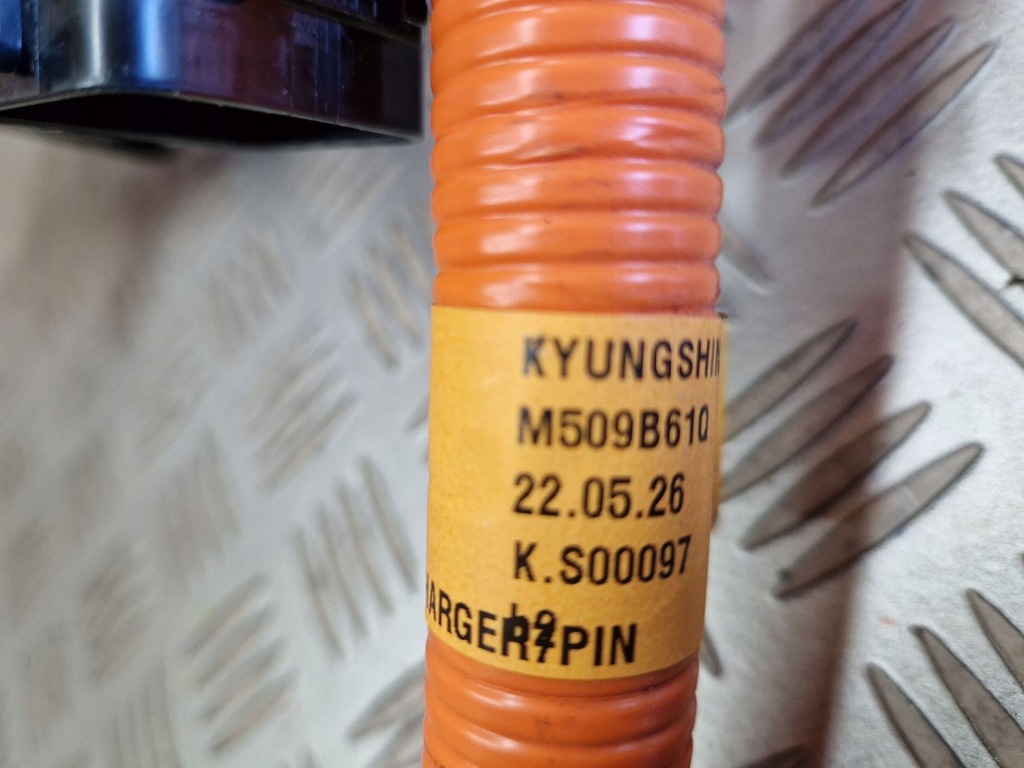 KYUNGSHIN
M509B61Q
22.05.26
K.S00097
ARGER7PIN